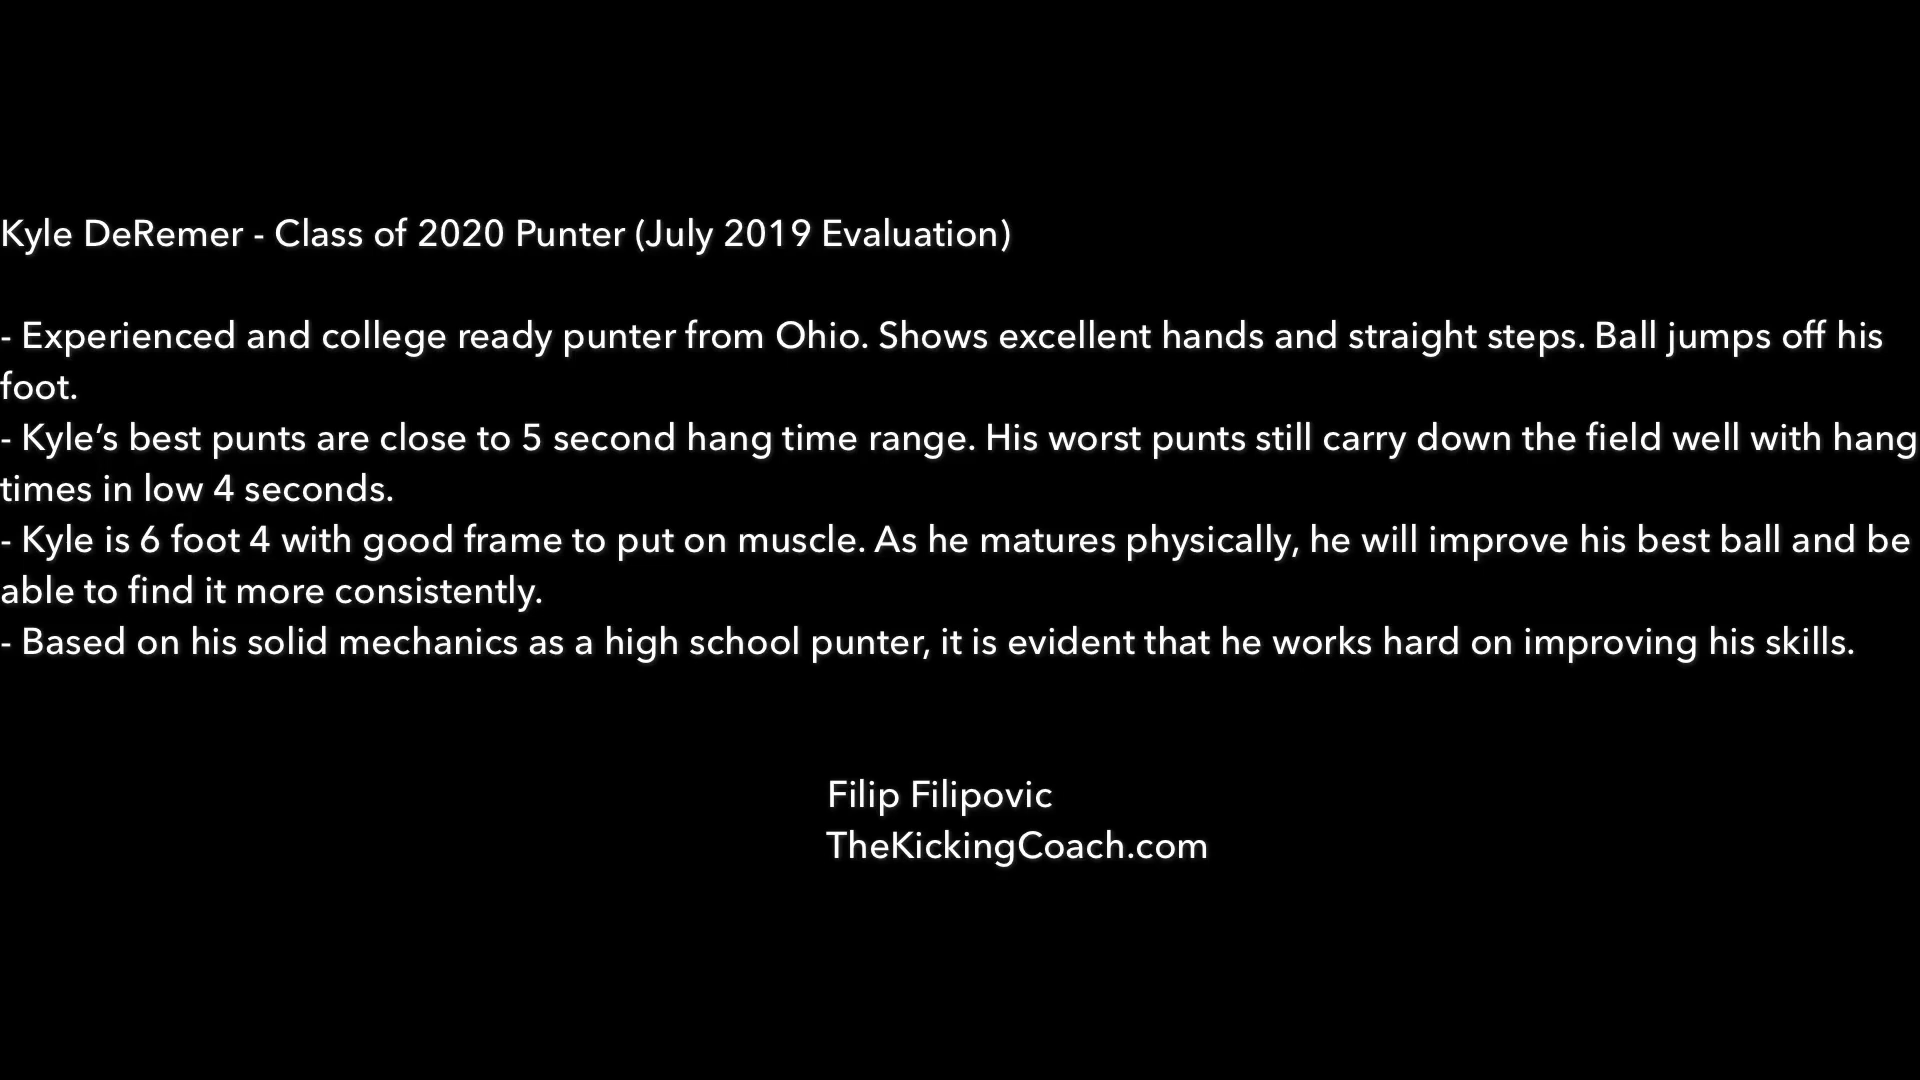 Kyle DeRemer - Class of 2020 Punter (July 2019 Evaluation)
- Experienced and college ready punter from Ohio. Shows excellent hands and straight steps. Ball jumps off his
foot.
- Kyle’s best punts are close to 5 second hang time range. His worst punts still carry down the field well with hang
times in low 4 seconds.
- Kyle is 6 foot 4 with good frame to put on muscle. As he matures physically, he will improve his best ball and be
able to find it more consistently.
- Based on his solid mechanics as a high school punter, it is evident that he works hard on improving his skills.
Filip Filipovic
TheKickingCoach.com